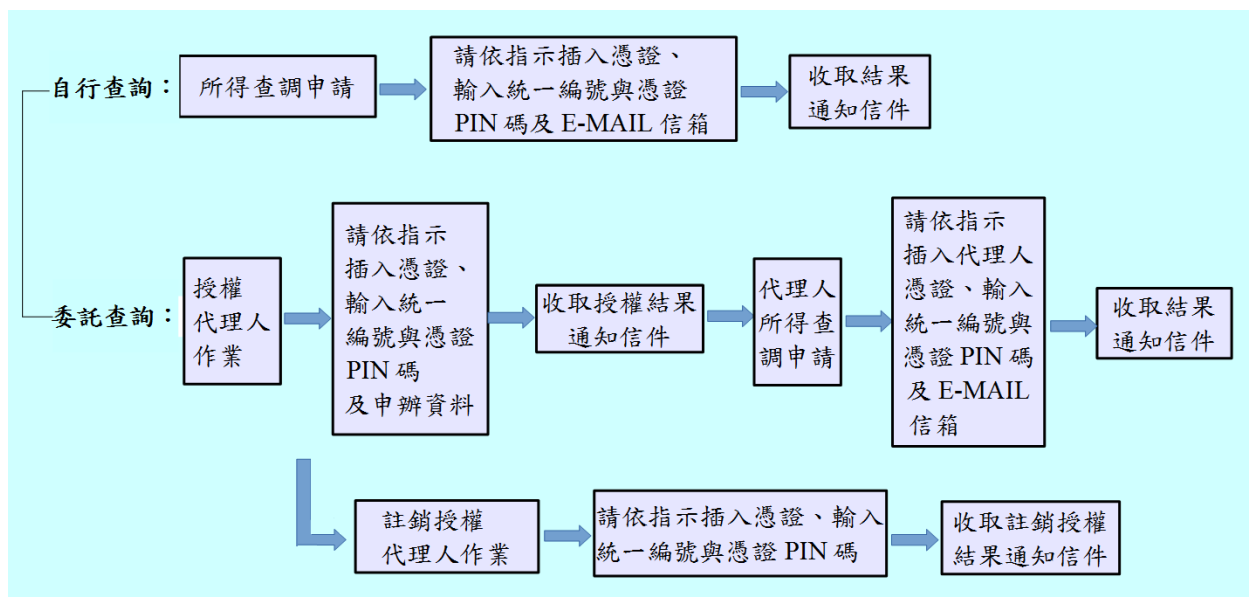 自行查詢：
所得查調申請
請依指示插入憑證、
輸入統一編號與憑證
PIN 碼及 E-MAIL 信箱
收取結果
通知信件
委託查詢：
授權
代理人
作業
請依指示
插入憑證、
輸入統一
編號與憑證
PIN 碼
及申辦資料
收取授權結果
通知信件
代理人
所得查
調申請
請依指示
插入代理人
憑證、輸入
統一編號與
憑證 PIN 碼
及 E-MAIL
信箱
收取結果
通知信件
註銷授權
代理人作業
請依指示插入憑證、輸入
統一編號與憑證 PIN 碼
收取註銷授權
結果通知信件